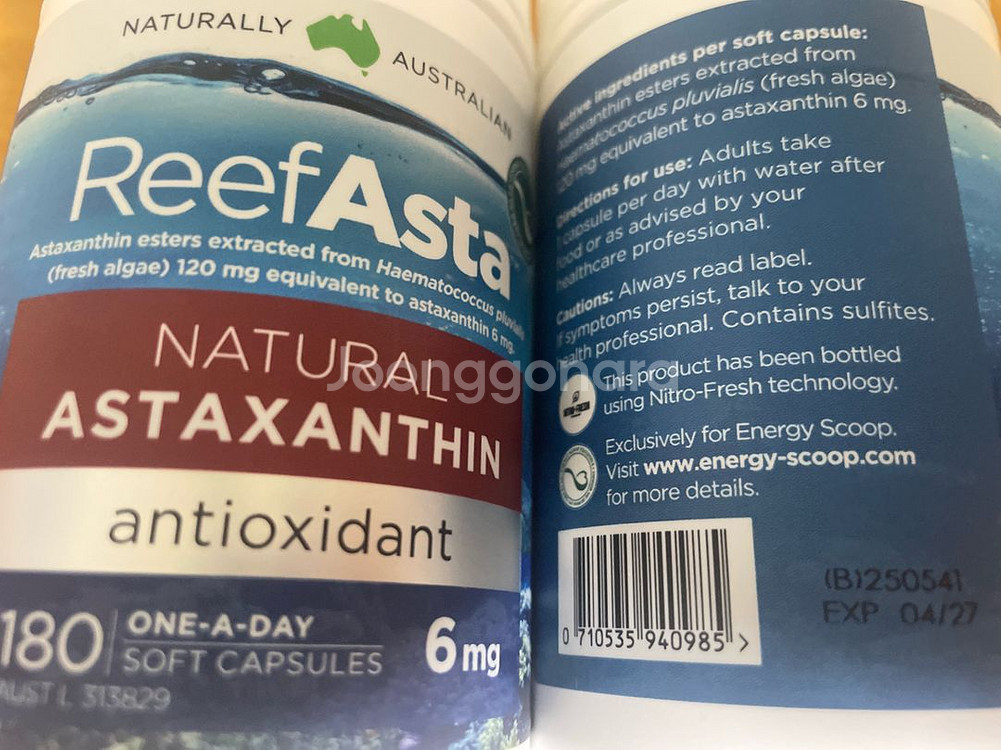 NATURALLY
AUSTRALIAN
ReefAsta
Astaxanthin esters extracted from Haematococcus pluvialis
(fresh algae) 120 mg equivalent to astaxanthin 6 mg.
NATURAL
ASTAXANTHIN
antioxidant
180
ONE-A-DAY
SOFT CAPSULES
6 mg
AUST L 313829
Active ingredients per soft capsule:
astaxanthin esters extracted from
Haematococcus pluvialis (fresh algae)
120 mg equivalent to astaxanthin 6 mg.
Directions for use: Adults take
1 capsule per day with water after
food or as advised by your
healthcare professional.
Cautions: Always read label.
If symptoms persist, talk to your
health professional. Contains sulfites.
This product has been bottled
using Nitro-Fresh technology.
Exclusively for Energy Scoop.
Visit www.energy-scoop.com
for more details.
0 710535 940985 >
(B)250541
EXP 04/27
Joonggonara